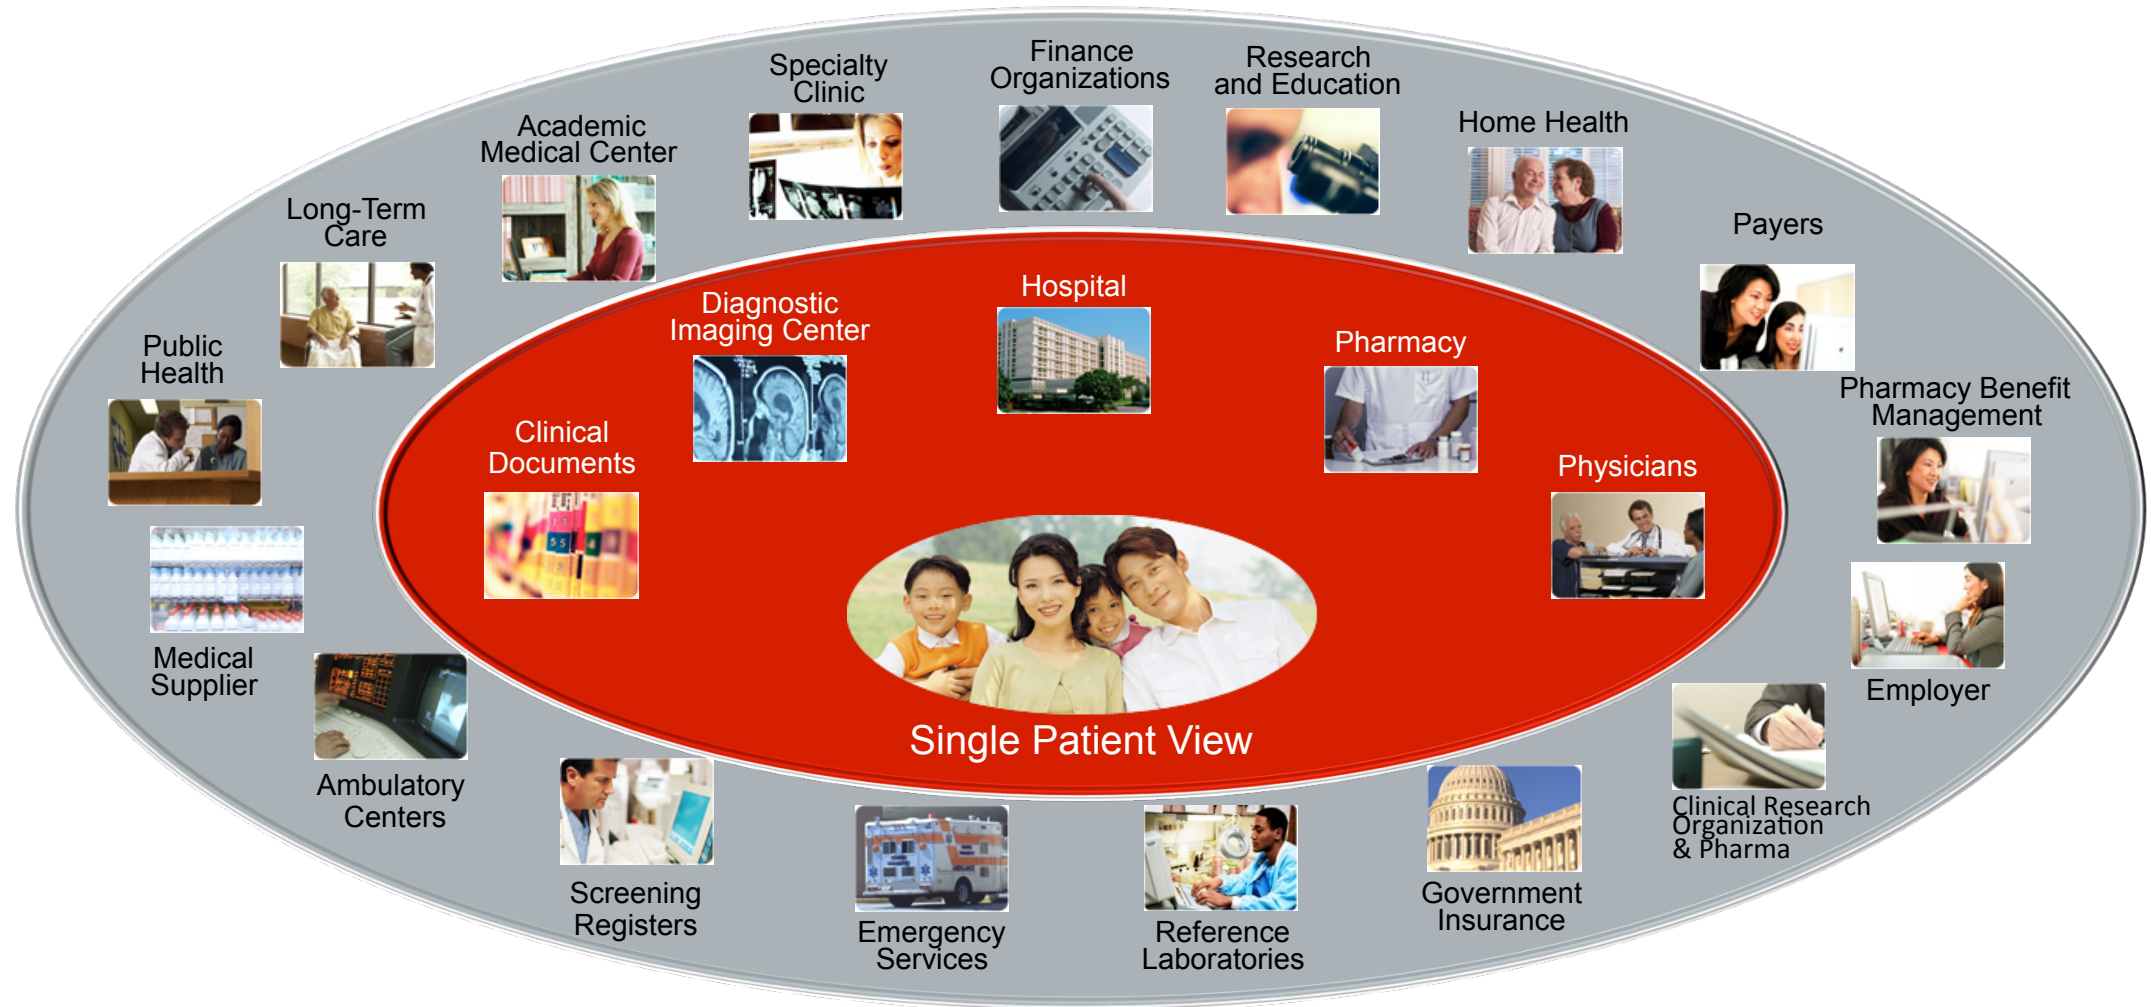 Specialty
Clinic
Finance
Organizations
Research
and Education
Academic
Medical Center
Home Health
Long-Term
Care
Payers
Public
Health
Pharmacy Benefit
Management
Diagnostic
Imaging Center
Hospital
Pharmacy
Clinical
Documents
Physicians
Single Patient View
Medical
Supplier
Employer
Ambulatory
Centers
Clinical Research
Organization
& Pharma
Screening
Registers
Emergency
Services
Reference
Laboratories
Government
Insurance